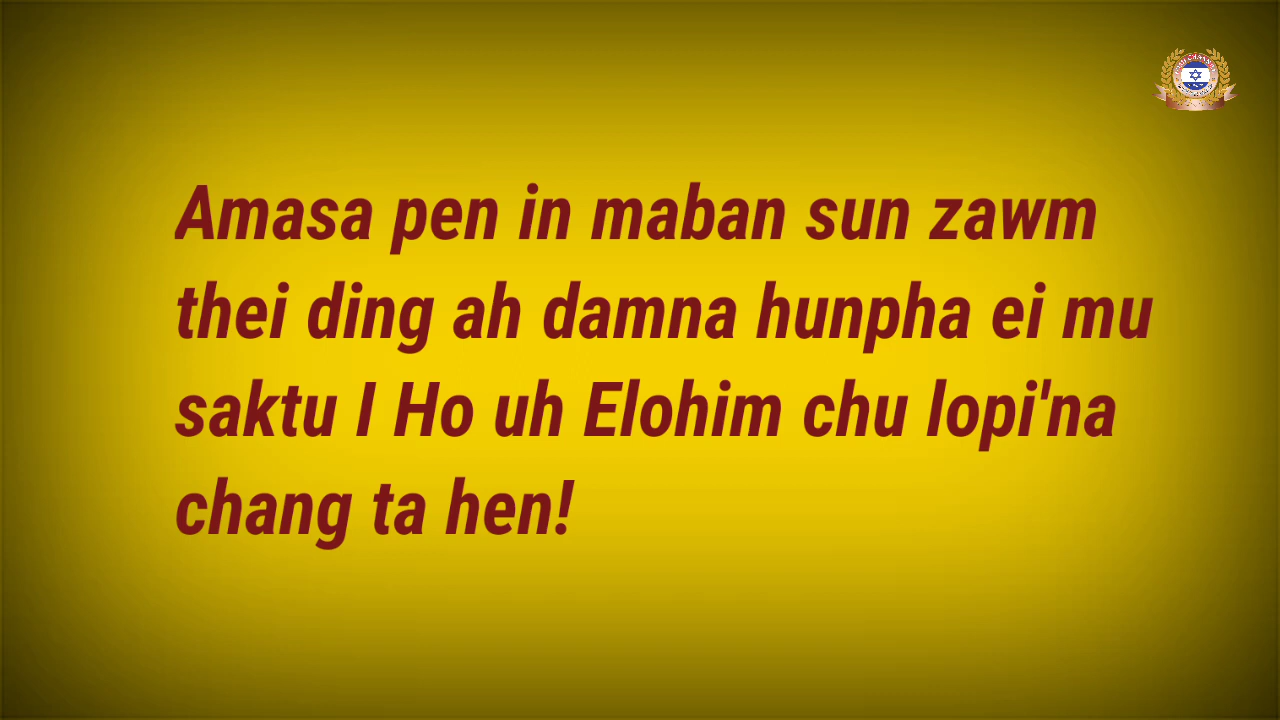 Amasa pen in maban sun zawm
thei ding ah damna hunpha ei mu
saktu I Ho uh Elohim chu lopi'na
chang ta hen!